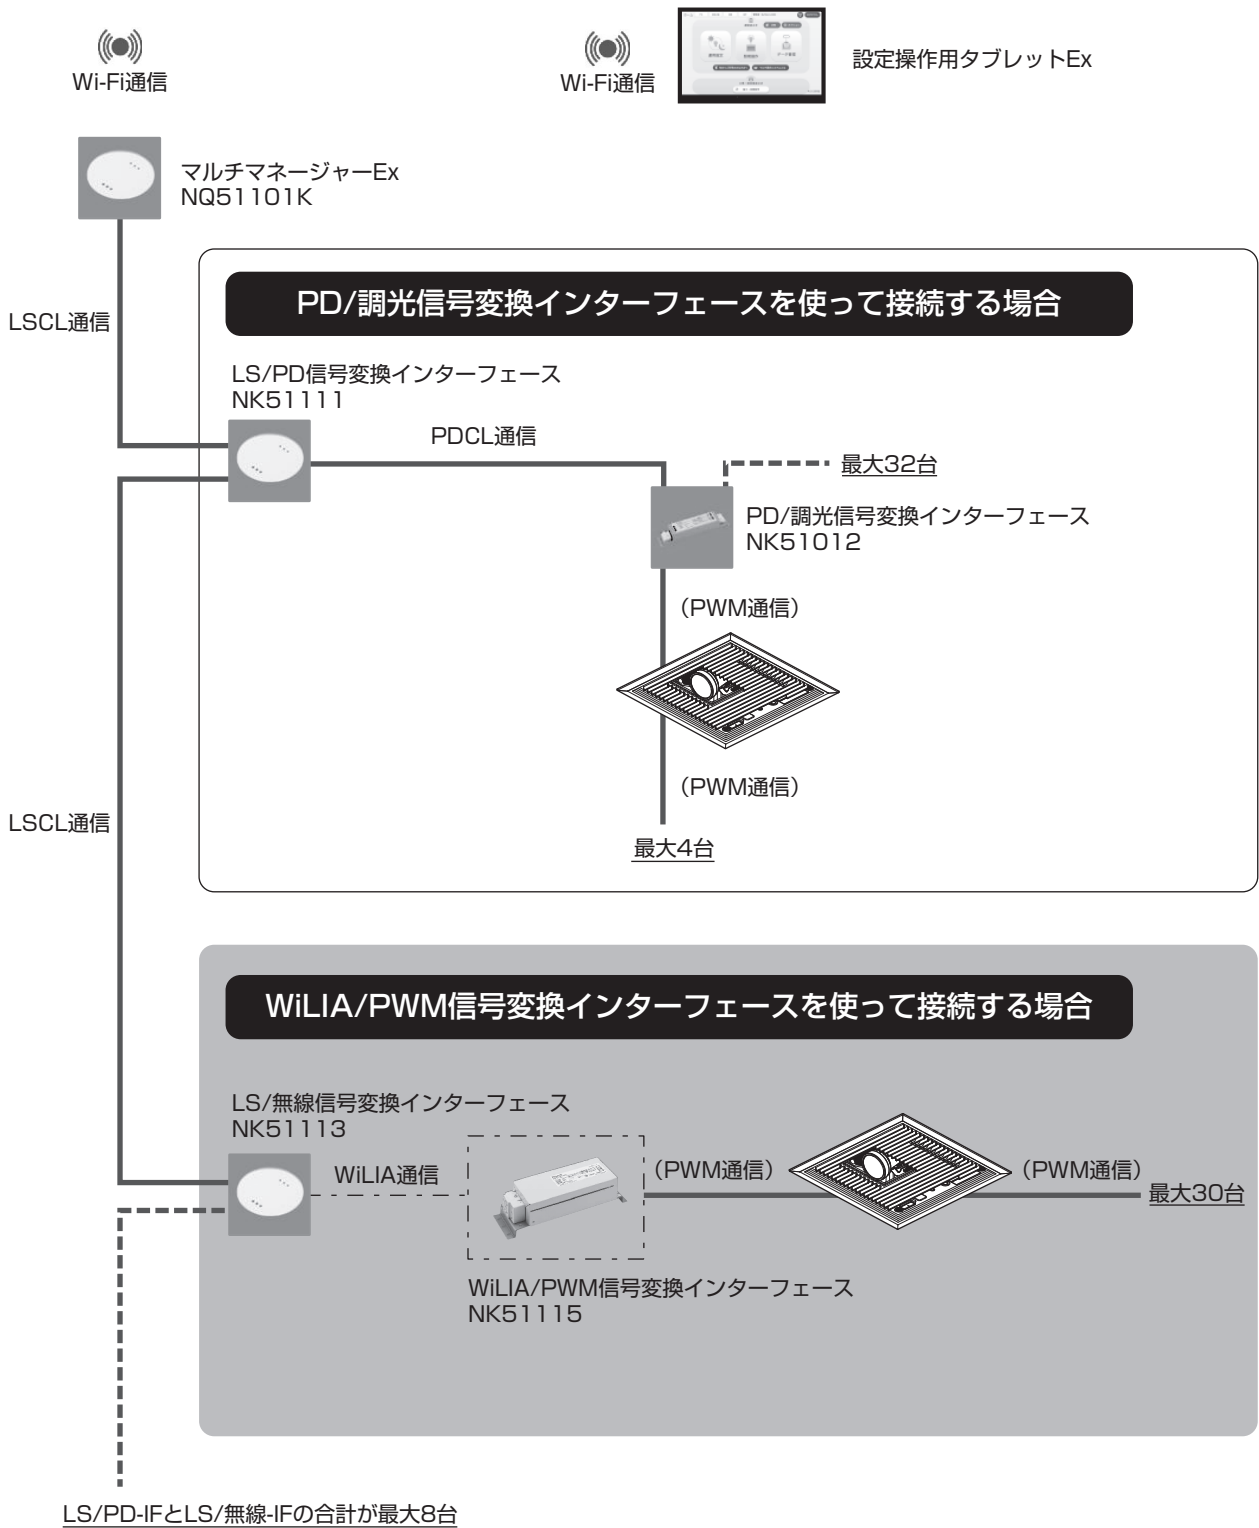 Wi-Fi通信
Wi-Fi通信
設定操作用タブレットEx
マルチマネージャーEx
NQ51101K
LSCL通信
PD/調光信号変換インターフェースを使って接続する場合
LS/PD信号変換インターフェース
NK51111
PDCL通信
最大32台
PD/調光信号変換インターフェース
NK51012
(PWM通信)
(PWM通信)
最大4台
LSCL通信
WiLIA/PWM信号変換インターフェースを使って接続する場合
LS/無線信号変換インターフェース
NK51113
WiLIA通信
(PWM通信)
(PWM通信)
最大30台
WiLIA/PWM信号変換インターフェース
NK51115
LS/PD-IFとLS/無線-IFの合計が最大8台